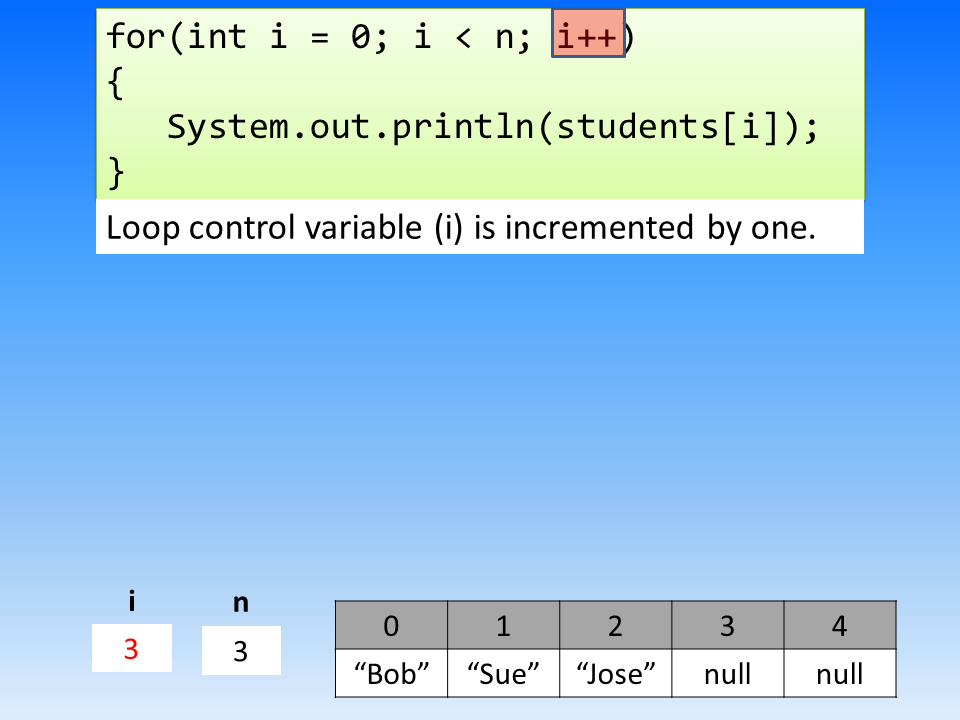 for(int i = 0; i < n; i++)
{
System.out.println(students[i]);
}
Loop control variable (i) is incremented by one.
i n
3 3
0 1 2 3 4
“Bob” “Sue” “Jose” null null